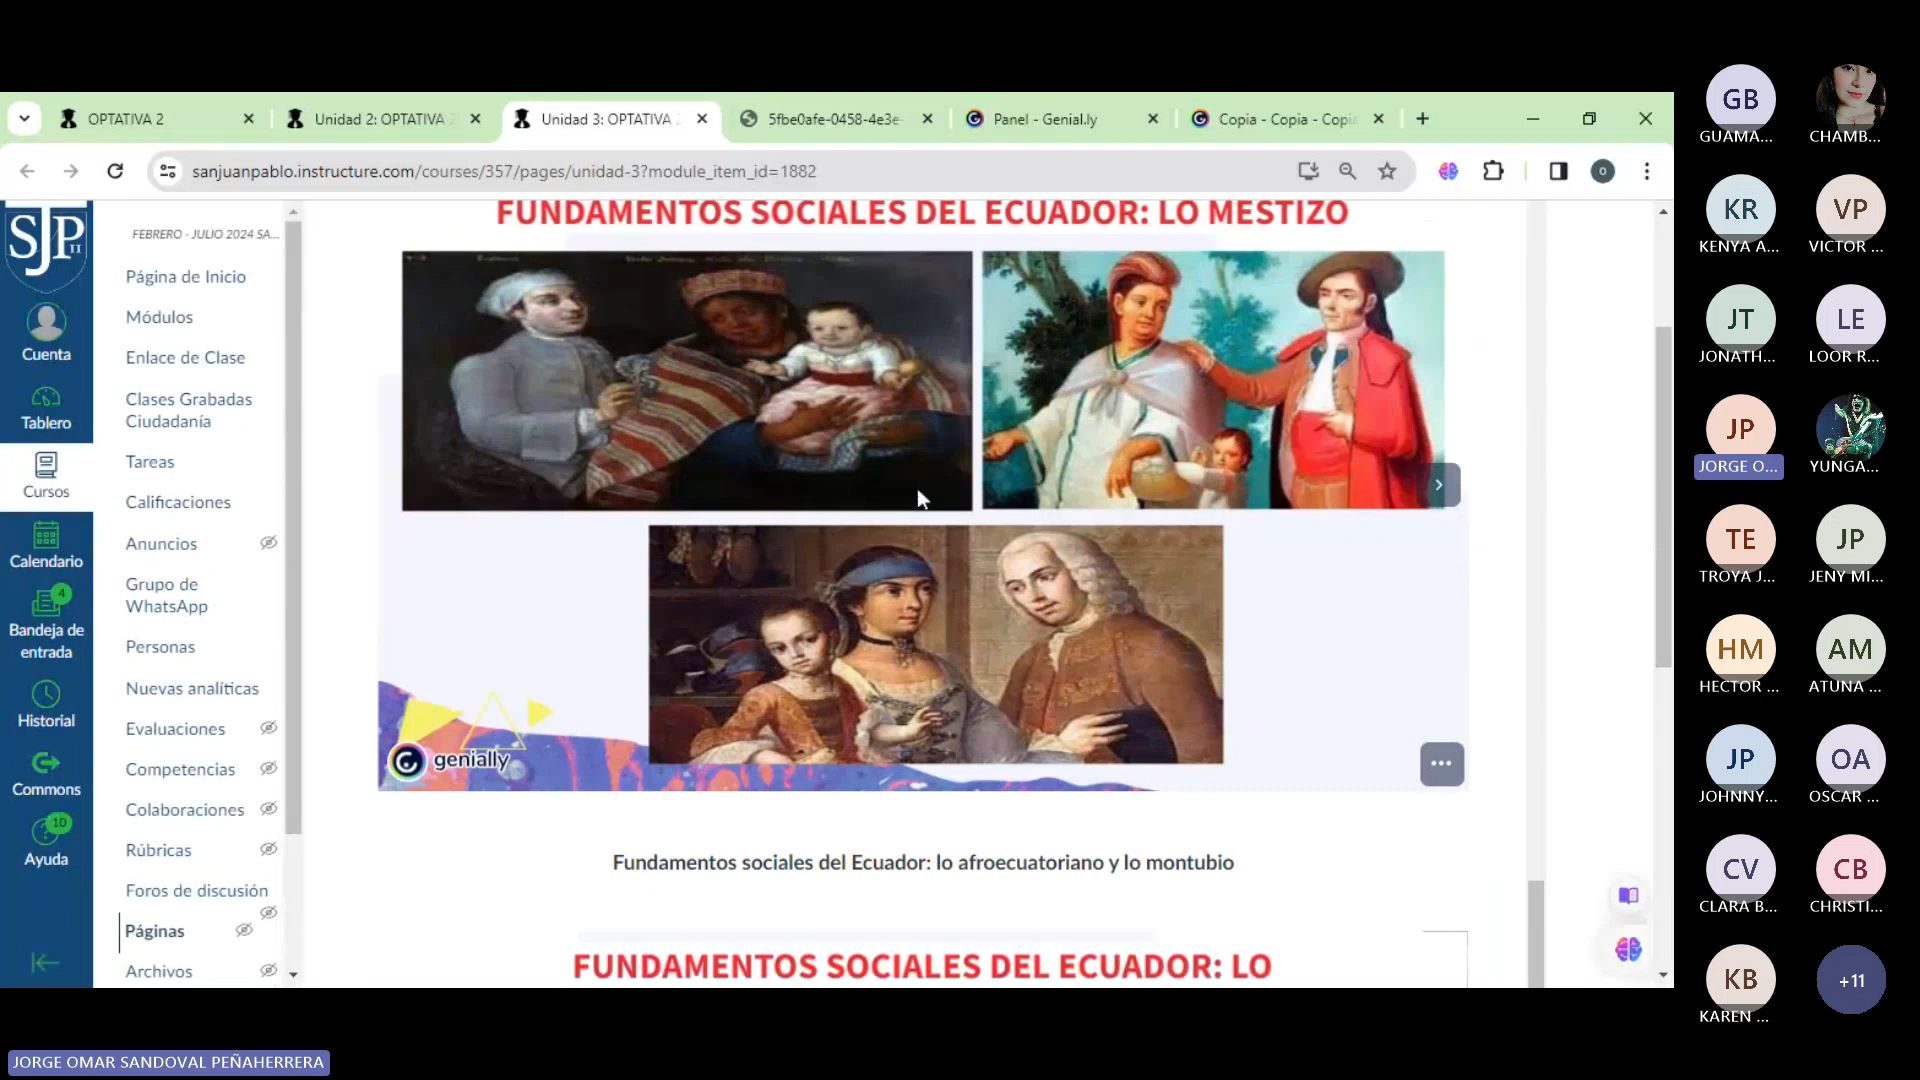 OPTATIVA 2
Unidad 2: OPTATIVA 2
Unidad 3: OPTATIVA 2
5fbe0afe-0458-4e3e-
Panel - Genial.ly
Copia - Copia - Copia
sanjuanpablo.instructure.com/courses/357/pages/unidad-3?module_item_id=1882
SJP II
Cuenta
Tablero
Cursos
Calendario
4
Bandeja de
entrada
Historial
Commons
10
Ayuda
FEBRERO - JULIO 2024 SA...
Página de Inicio
Módulos
Enlace de Clase
Clases Grabadas
Ciudadanía
Tareas
Calificaciones
Anuncios
Grupo de
WhatsApp
Personas
Nuevas analíticas
Evaluaciones
Competencias
Colaboraciones
Rúbricas
Foros de discusión
Páginas
Archivos
FUNDAMENTOS SOCIALES DEL ECUADOR: LO MESTIZO
genially
Fundamentos sociales del Ecuador: lo afroecuatoriano y lo montubio
FUNDAMENTOS SOCIALES DEL ECUADOR: LO
GB
GUAMA...
CHAMB...
KR
KENYA A...
VP
VICTOR ...
JT
JONATH...
LE
LOOR R...
JP
JORGE O...
YUNGA...
TE
TROYA J...
JP
JENY MI...
HM
HECTOR ...
AM
ATUNA ...
JP
JOHNNY...
OA
OSCAR ...
CV
CLARA B...
CB
CHRISTI...
KB
KAREN ...
+11
JORGE OMAR SANDOVAL PEÑAHERRERA